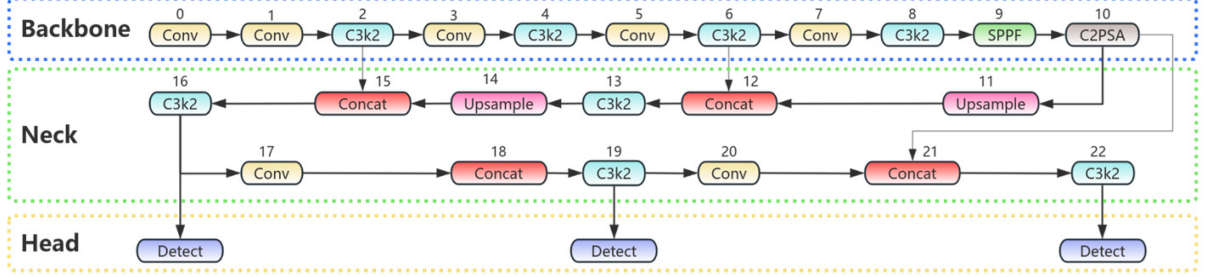 0 1 2 3 4 5 6 7 8 9 10
Backbone Conv Conv C3k2 Conv C3k2 Conv C3k2 Conv C3k2 SPPF C2PSA
16 15 14 13 12 11
C3k2 Concat Upsample C3k2 Concat Upsample
Neck
17 18 19 20 21 22
Conv Concat C3k2 Conv Concat C3k2
Head
Detect Detect Detect